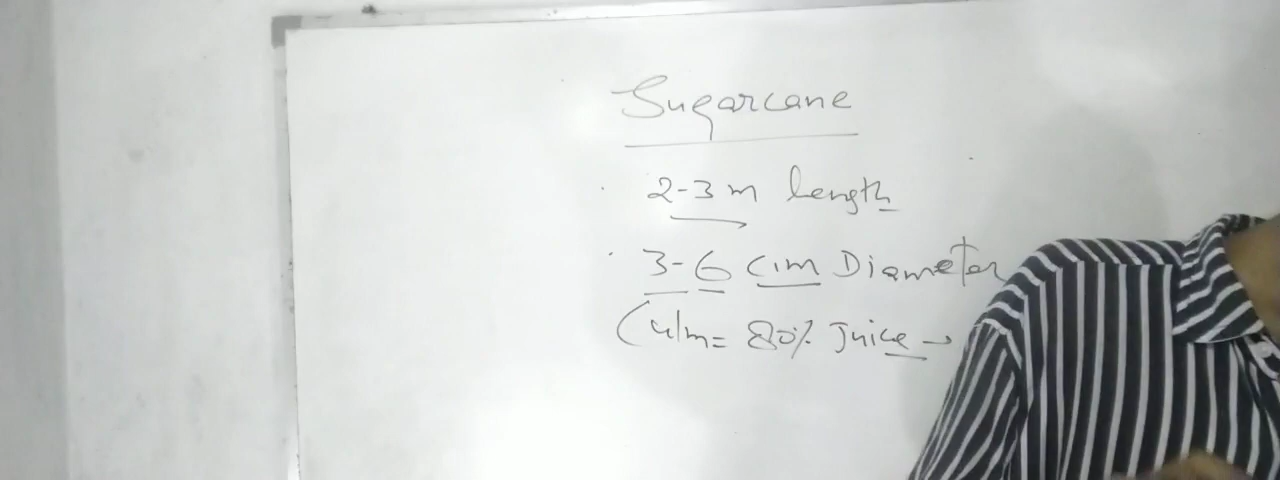 Sugarcane
2-3 m length
3-6 cm Diameter
Culm = 80% Juice →